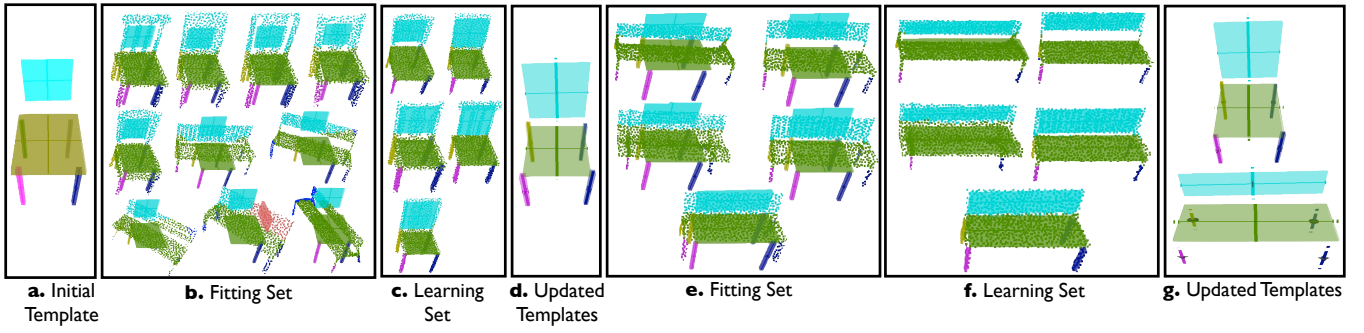 a. Initial
Template
b. Fitting Set
c. Learning
Set
d. Updated
Templates
e. Fitting Set
f. Learning Set
g. Updated Templates